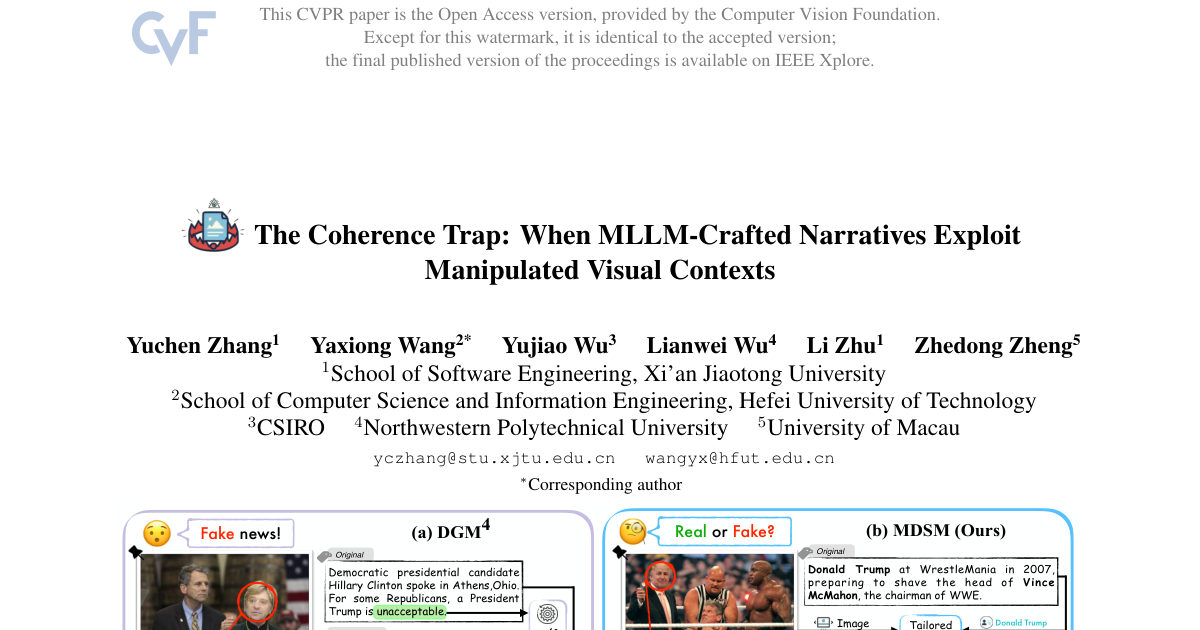 CVF
This CVPR paper is the Open Access version, provided by the Computer Vision Foundation.
Except for this watermark, it is identical to the accepted version;
the final published version of the proceedings is available on IEEE Xplore.
The Coherence Trap: When MLLM-Crafted Narratives Exploit
Manipulated Visual Contexts
Yuchen Zhang¹ Yaxiong Wang²* Yujiao Wu³ Lianwei Wu⁴ Li Zhu¹ Zhedong Zheng⁵
¹School of Software Engineering, Xi'an Jiaotong University
²School of Computer Science and Information Engineering, Hefei University of Technology
³CSIRO ⁴Northwestern Polytechnical University ⁵University of Macau
yczhang@stu.xjtu.edu.cn wangyx@hfut.edu.cn
*Corresponding author
Fake news!
(a) DGM⁴
Original
Democratic presidential candidate
Hillary Clinton spoke in Athens,Ohio.
For some Republicans, a President
Trump is unacceptable.
Real or Fake?
(b) MDSM (Ours)
Original
Donald Trump at WrestleMania in 2007,
preparing to shave the head of Vince
McMahon, the chairman of WWE.
Image
Tailored
Donald Trump